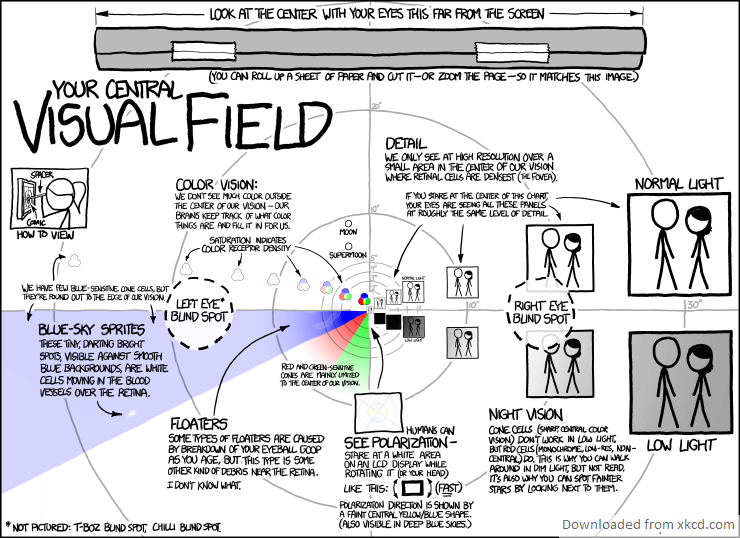 LOOK AT THE CENTER WITH YOUR EYES THIS FAR FROM THE SCREEN
(YOU CAN ROLL UP A SHEET OF PAPER AND CUT IT—OR ZOOM THE PAGE—SO IT MATCHES THIS IMAGE.)
YOUR CENTRAL
VISUAL FIELD
20°
DETAIL
WE ONLY SEE AT HIGH RESOLUTION OVER A
SMALL AREA IN THE CENTER OF OUR VISION
WHERE RETINAL CELLS ARE DENSEST (THE FOVEA).
IF YOU STARE AT THE CENTER OF THIS CHART,
YOUR EYES ARE SEEING ALL THESE PANELS
AT ROUGHLY THE SAME LEVEL OF DETAIL.
NORMAL LIGHT
SPACER
COMIC
HOW TO VIEW
COLOR VISION:
WE DON'T SEE MUCH COLOR OUTSIDE
THE CENTER OF OUR VISION—OUR
BRAINS KEEP TRACK OF WHAT COLOR
THINGS ARE AND FILL IT IN FOR US.
SATURATION INDICATES
COLOR RECEPTOR DENSITY
10°
MOON
SUPERMOON
5°
NORMAL LIGHT
LOW LIGHT
10°
30°
WE HAVE FEW BLUE-SENSITIVE CONE CELLS, BUT
THEY'RE FOUND OUT TO THE EDGE OF OUR VISION.
LEFT EYE*
BLIND SPOT
RIGHT EYE
BLIND SPOT
BLUE-SKY SPRITES
THESE TINY, DARTING BRIGHT
SPOTS, VISIBLE AGAINST SMOOTH
BLUE BACKGROUNDS, ARE WHITE
CELLS MOVING IN THE BLOOD
VESSELS OVER THE RETINA.
RED AND GREEN-SENSITIVE
CONES ARE MAINLY LIMITED
TO THE CENTER OF OUR VISION.
FLOATERS
SOME TYPES OF FLOATERS ARE CAUSED
BY BREAKDOWN OF YOUR EYEBALL GOOP
AS YOU AGE, BUT THIS TYPE IS SOME
OTHER KIND OF DEBRIS NEAR THE RETINA.
I DON'T KNOW WHAT.
HUMANS CAN
SEE POLARIZATION—
STARE AT A WHITE AREA
ON AN LCD DISPLAY WHILE
ROTATING IT (OR YOUR HEAD)
LIKE THIS: (FAST)
POLARIZATION DIRECTION IS SHOWN BY
A FAINT CENTRAL YELLOW/BLUE SHAPE.
(ALSO VISIBLE IN DEEP BLUE SKIES.)
NIGHT VISION
CONE CELLS (SHARP, CENTRAL COLOR
VISION) DON'T WORK IN LOW LIGHT,
BUT ROD CELLS (MONOCHROME, LOW-RES, NON-
CENTRAL) DO. THIS IS WHY YOU CAN WALK
AROUND IN DIM LIGHT, BUT NOT READ.
IT'S ALSO WHY YOU CAN SPOT FAINTER
STARS BY LOOKING NEXT TO THEM.
LOW LIGHT
* NOT PICTURED: T-BOZ BLIND SPOT, CHILLI BLIND SPOT.
Downloaded from xkcd.com